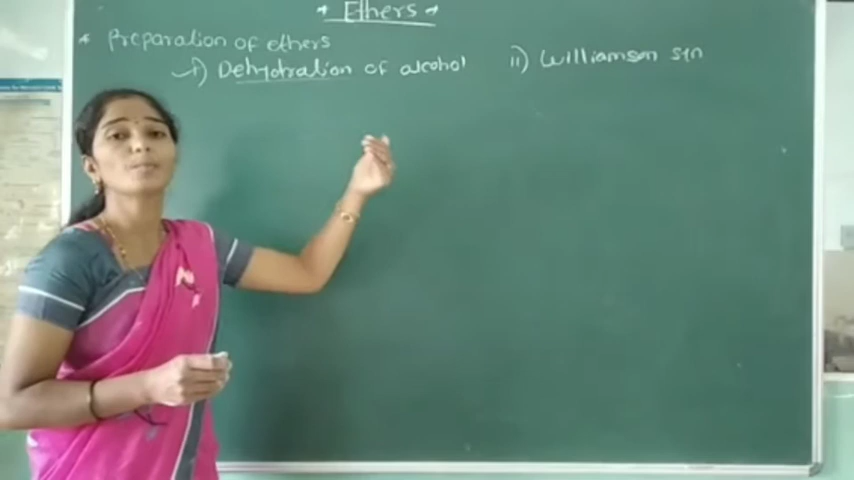 * Ethers *
* Preparation of ethers
i) Dehydration of alcohol ii) Williamson syn